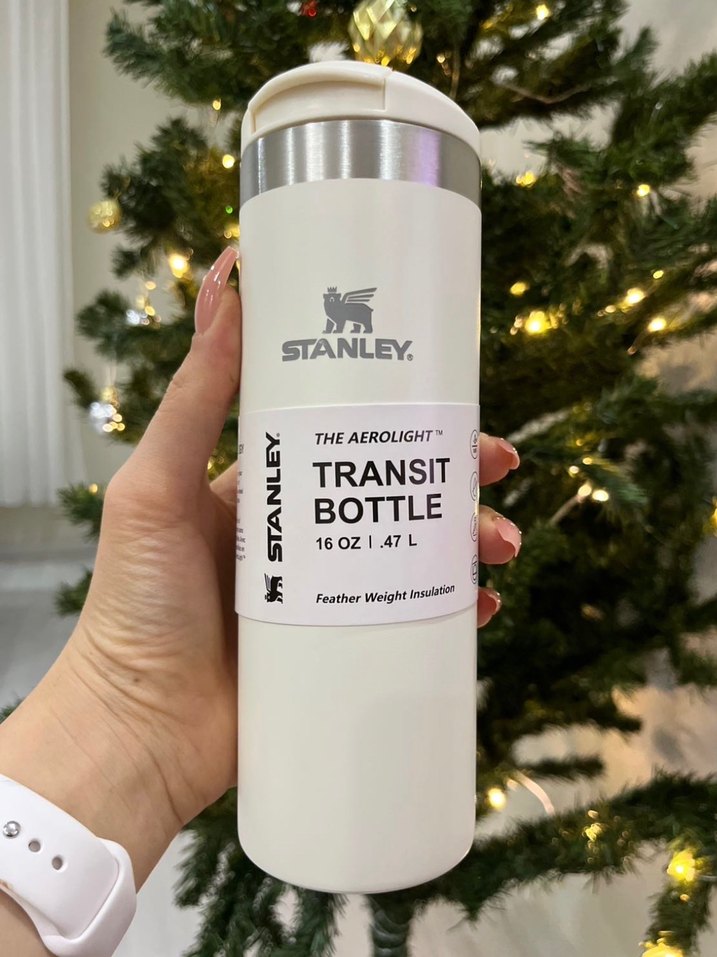 STANLEY®
STANLEY®
THE AEROLIGHT™
TRANSIT
BOTTLE
16 OZ | .47 L
Feather Weight Insulation